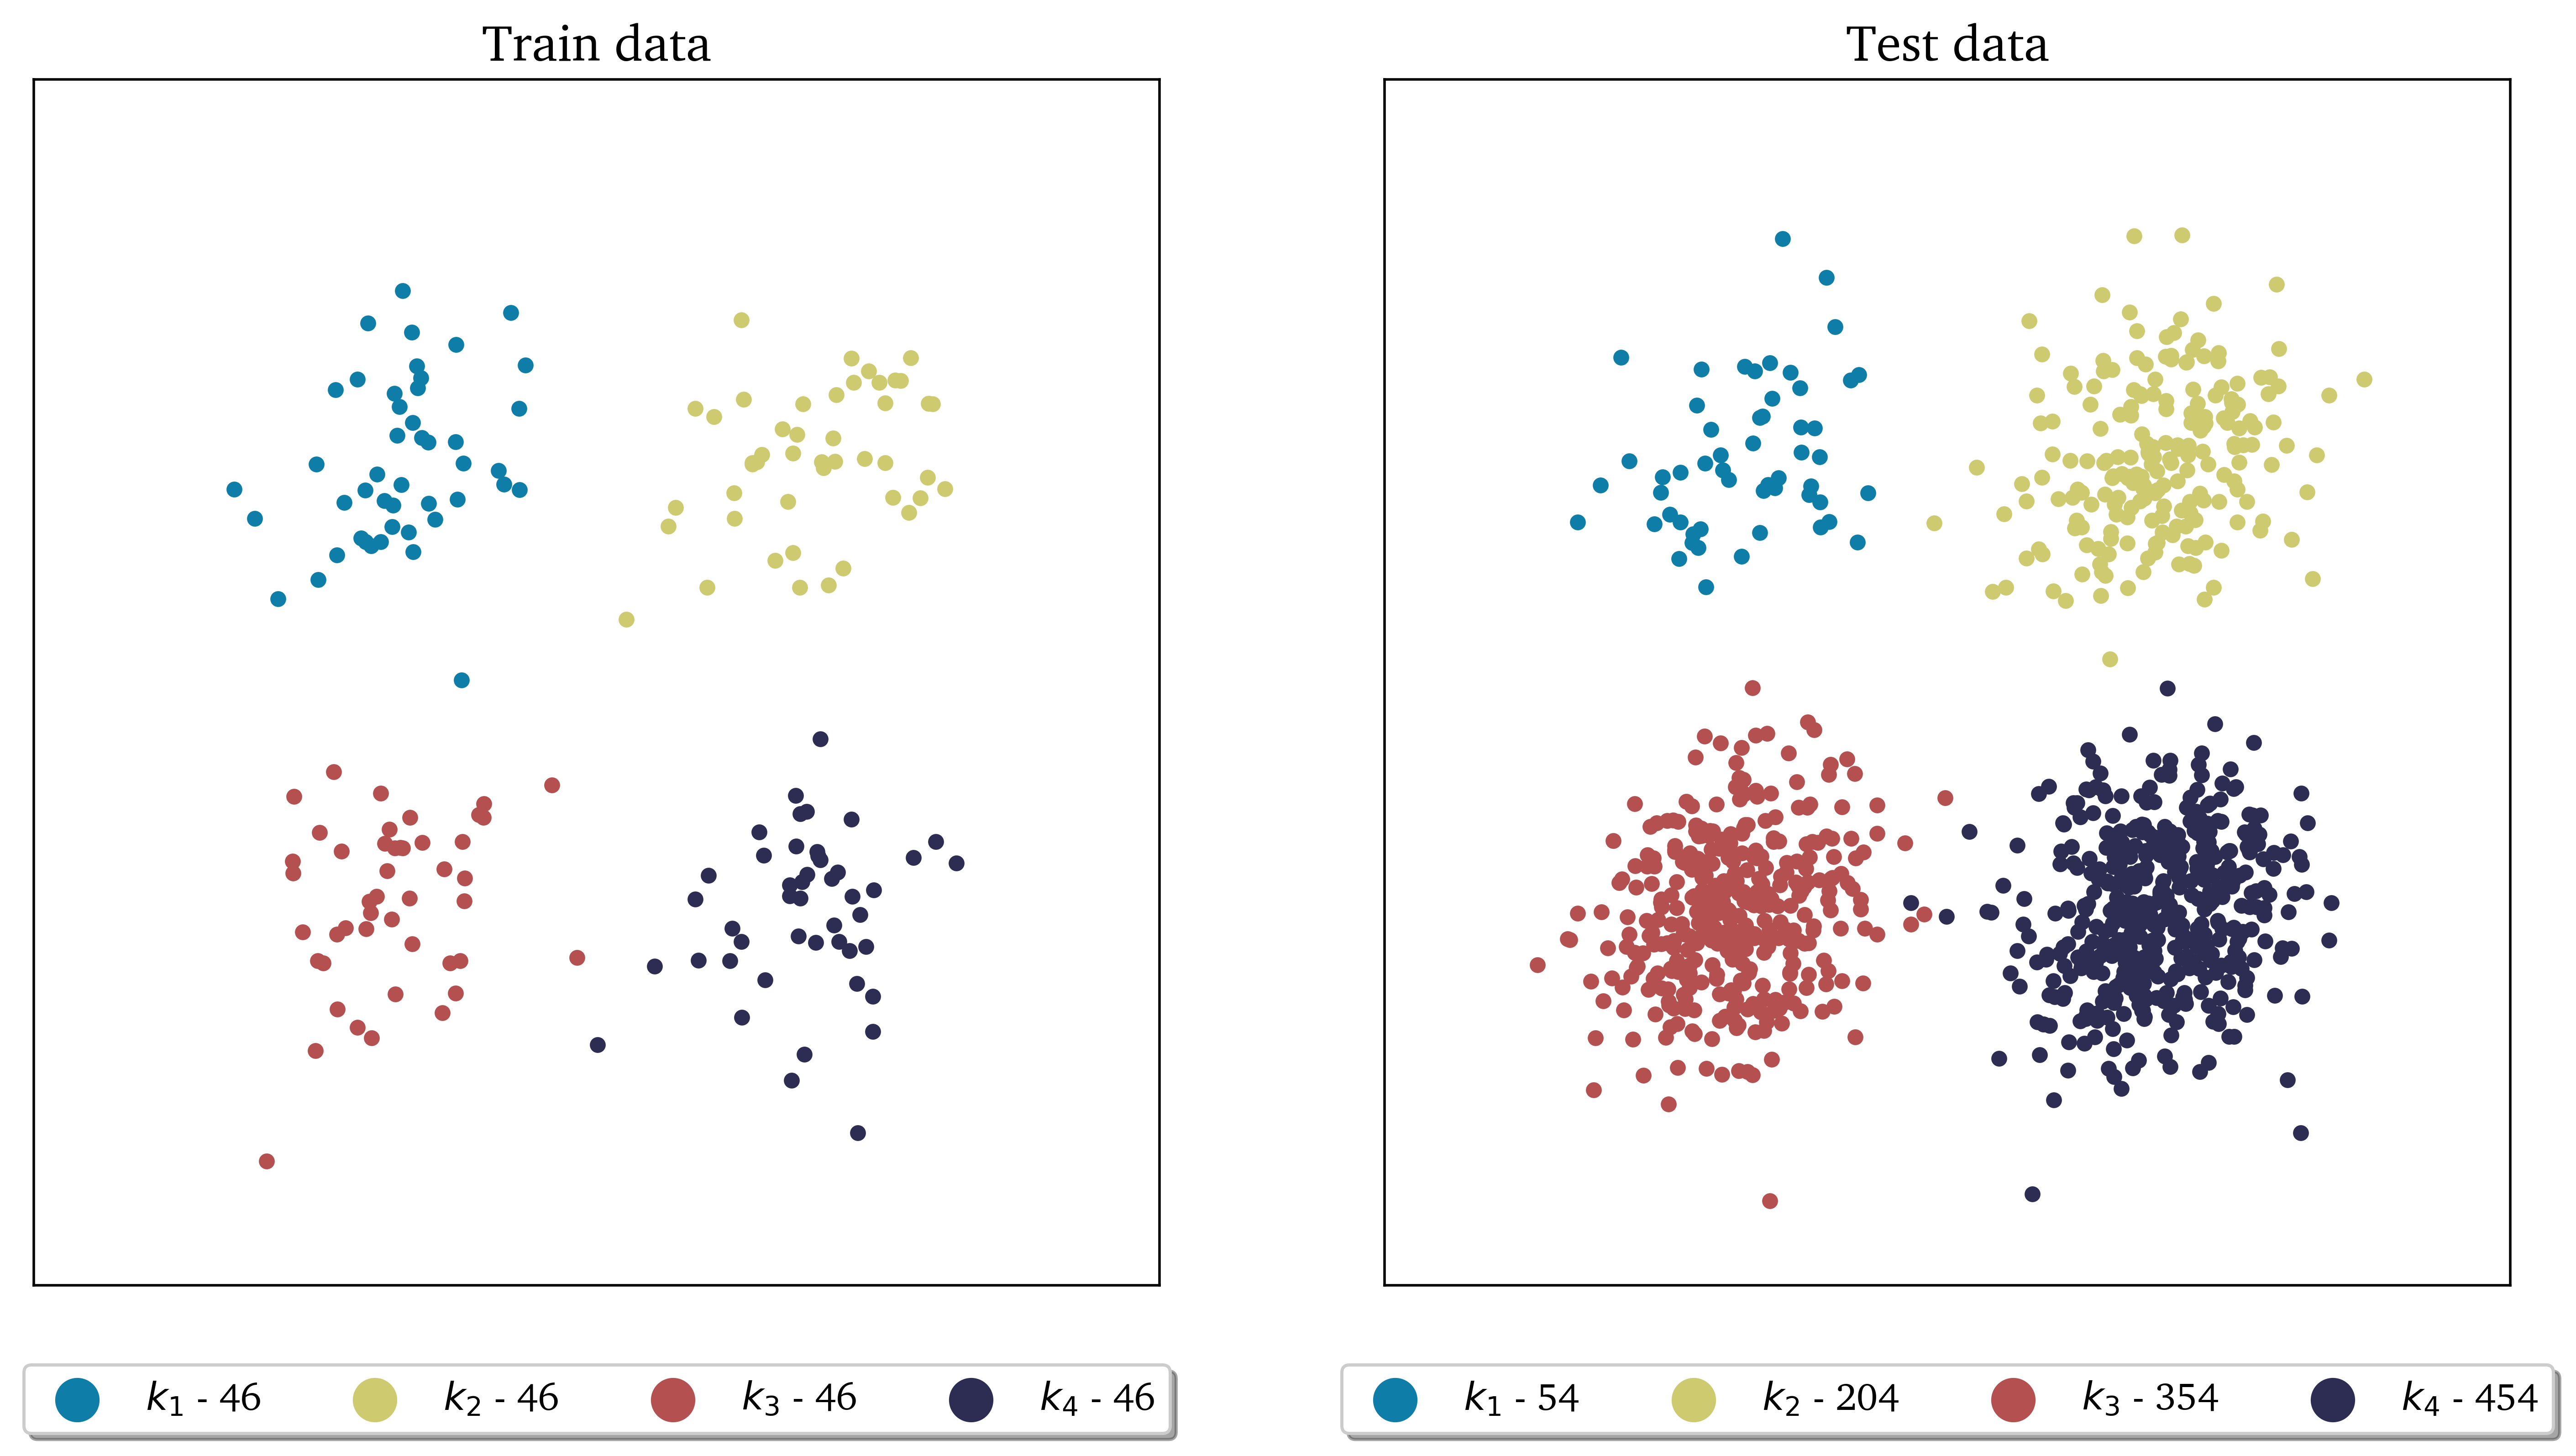 Train data
Test data
k₁ - 46 k₂ - 46 k₃ - 46 k₄ - 46
k₁ - 54 k₂ - 204 k₃ - 354 k₄ - 454